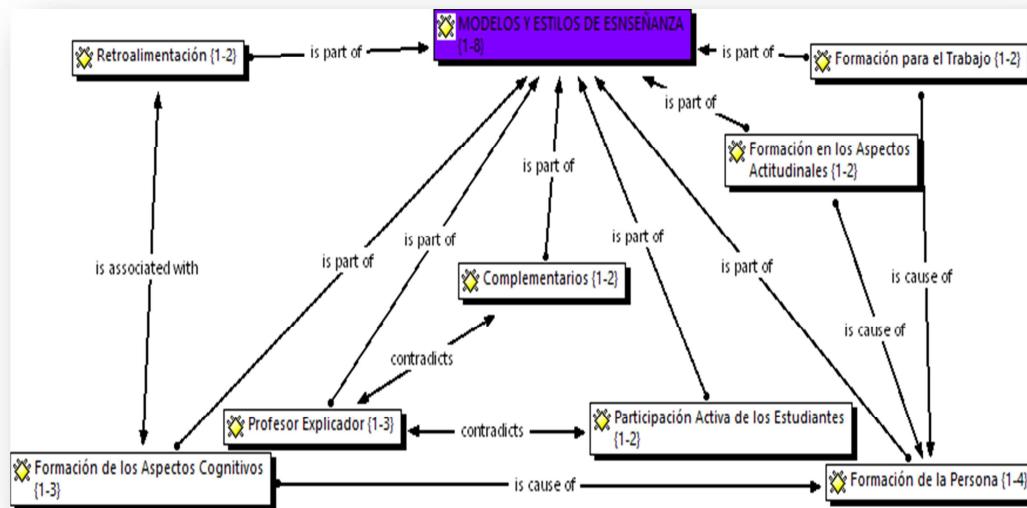 MODELOS Y ESTILOS DE ESNSEÑANZA
{1-8}
Retroalimentación {1-2}
is part of
is part of
Formación para el Trabajo {1-2}
is part of
Formación en los Aspectos
Actitudinales {1-2}
is part of
is part of
is part of
is part of
is part of
is associated with
Complementarios {1-2}
is cause of
is cause of
contradicts
Profesor Explicador {1-3}
contradicts
Participación Activa de los Estudiantes
{1-2}
Formación de los Aspectos Cognitivos
{1-3}
is cause of
Formación de la Persona {1-4}